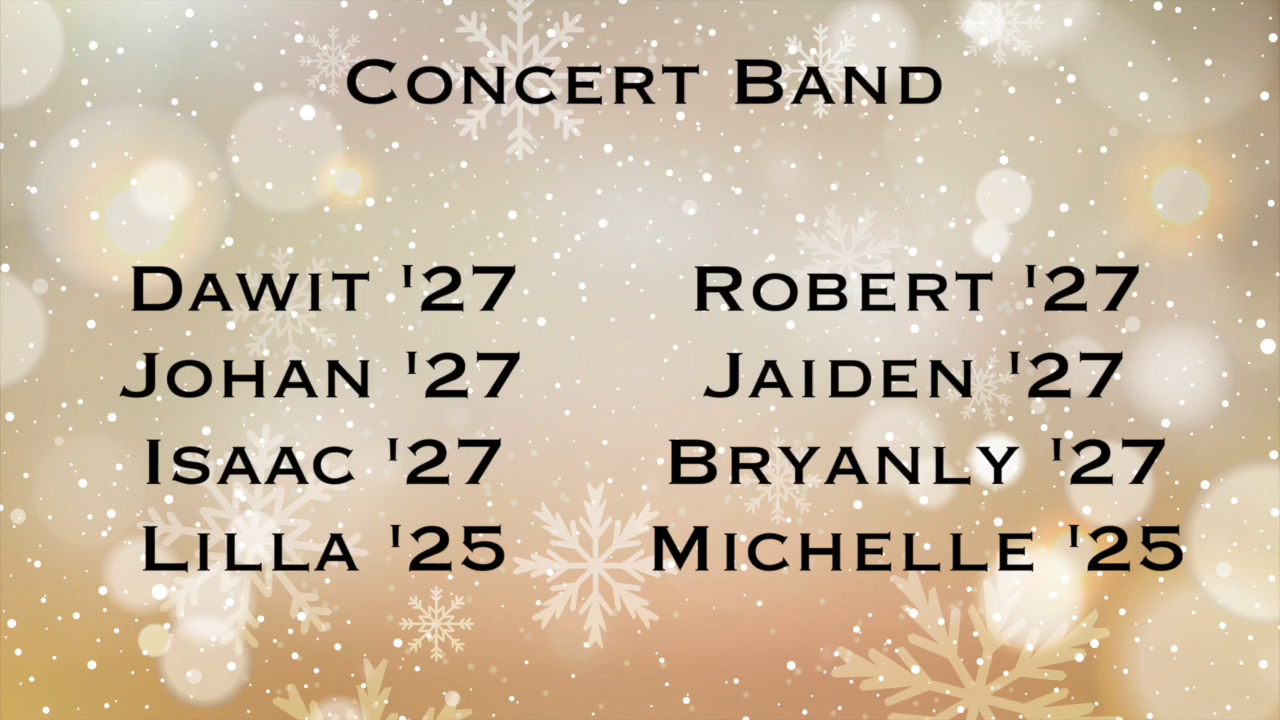 Concert Band
Dawit '27
Johan '27
Isaac '27
Lilla '25
Robert '27
Jaiden '27
Bryanly '27
Michelle '25